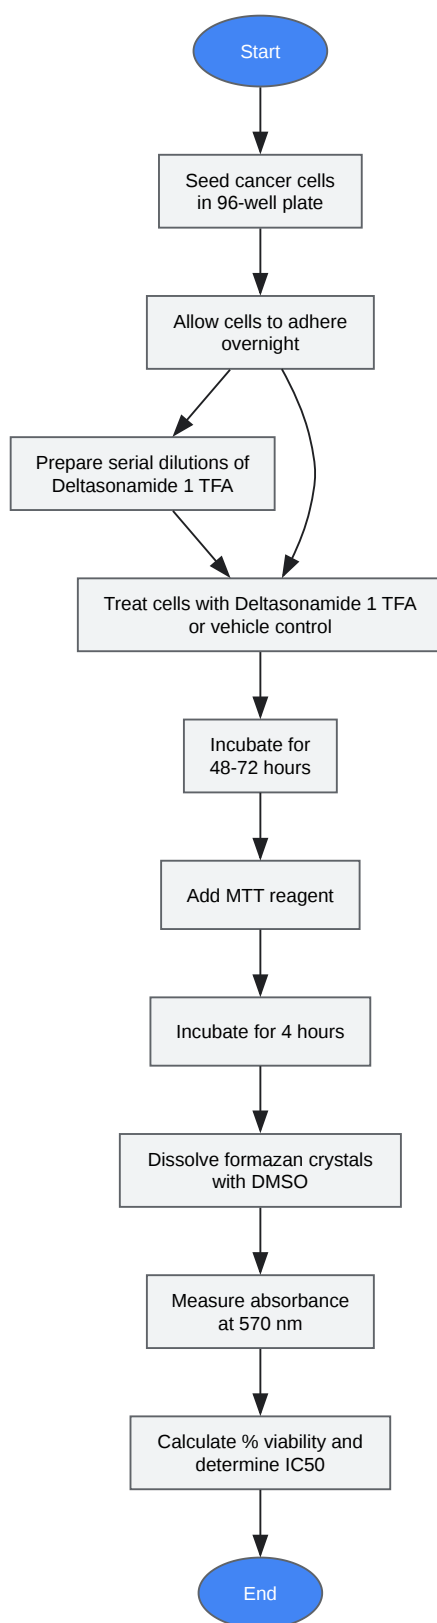 Start
Seed cancer cells
in 96-well plate
Allow cells to adhere
overnight
Prepare serial dilutions of
Deltasonamide 1 TFA
Treat cells with Deltasonamide 1 TFA
or vehicle control
Incubate for
48-72 hours
Add MTT reagent
Incubate for 4 hours
Dissolve formazan crystals
with DMSO
Measure absorbance
at 570 nm
Calculate % viability and
determine IC50
End